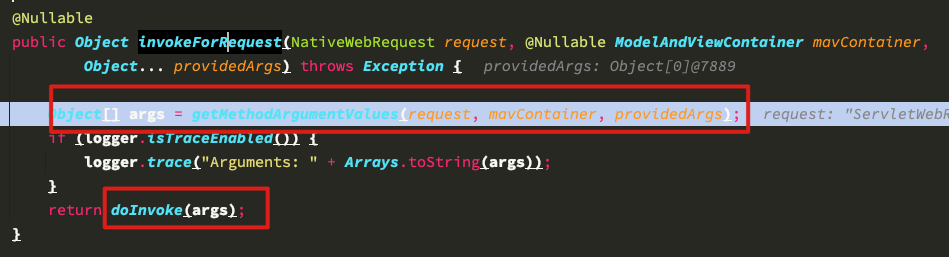 @Nullable
public Object invokeForRequest(NativeWebRequest request, @Nullable ModelAndViewContainer mavContainer,
Object... providedArgs) throws Exception { providedArgs: Object[0]@7889
Object[] args = getMethodArgumentValues(request, mavContainer, providedArgs); request: "ServletWebR
if (logger.isTraceEnabled()) {
logger.trace("Arguments: " + Arrays.toString(args));
}
return doInvoke(args);
}